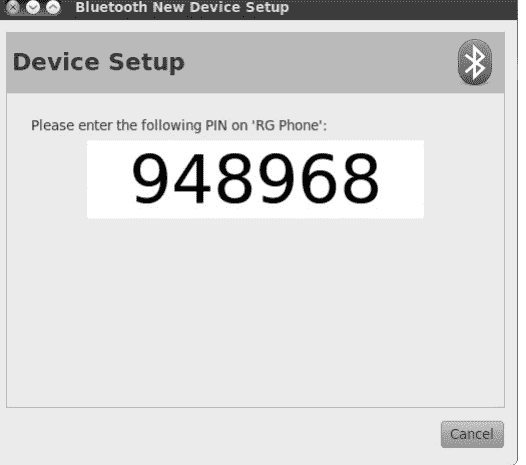 Bluetooth New Device Setup
Device Setup
Please enter the following PIN on 'RG Phone':
948968
Cancel